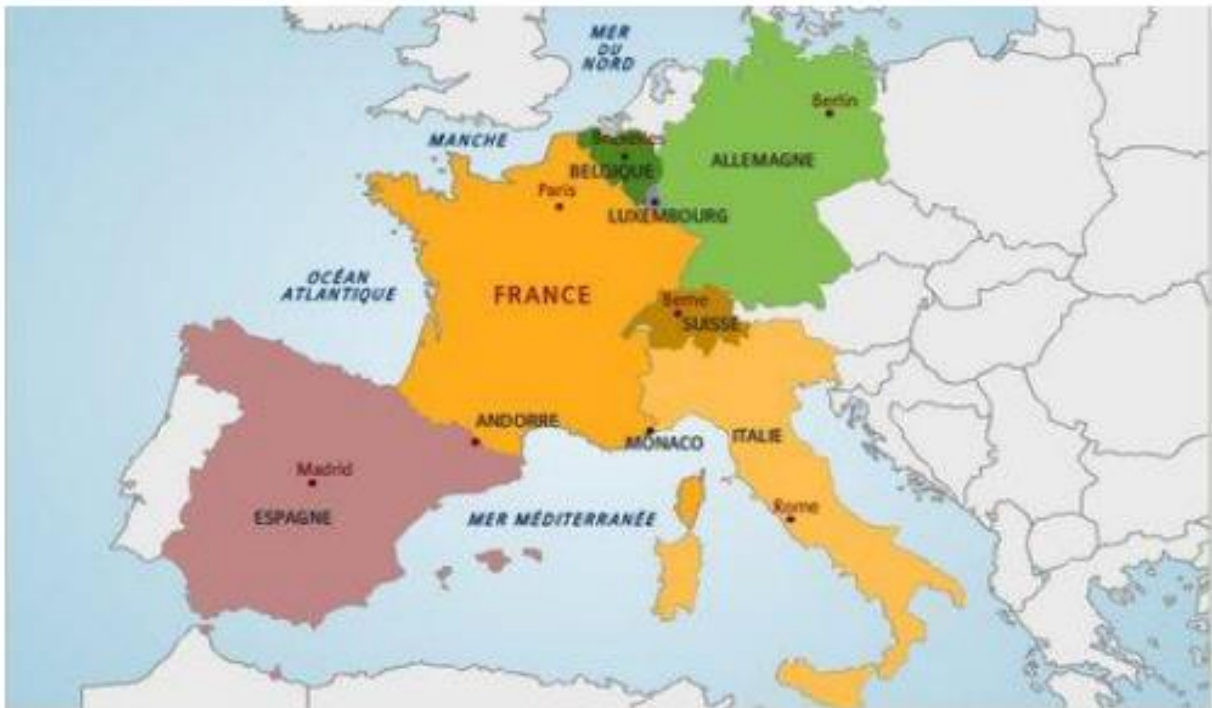 MER
DU
NORD
Berlin
MANCHE
Bruxelles
ALLEMAGNE
BELGIQUE
Paris
LUXEMBOURG
OCÉAN
ATLANTIQUE
FRANCE
Berne
SUISSE
ANDORRE
MONACO
ITALIE
Madrid
ESPAGNE
MER MÉDITERRANÉE
Rome